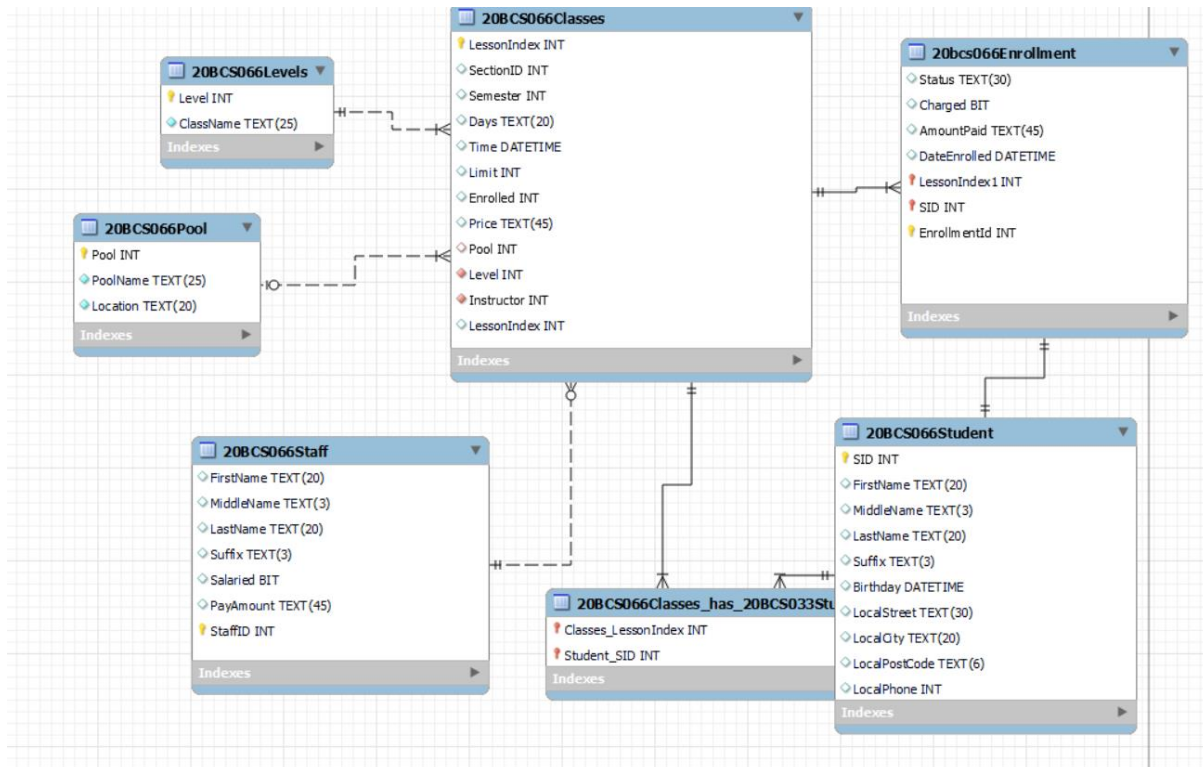 20BCS066Classes
LessonIndex INT
SectionID INT
Semester INT
Days TEXT(20)
Time DATETIME
Limit INT
Enrolled INT
Price TEXT(45)
Pool INT
Level INT
Instructor INT
LessonIndex INT
Indexes
20BCS066Levels
Level INT
ClassName TEXT(25)
Indexes
20bcs066Enrollment
Status TEXT(30)
Charged BIT
AmountPaid TEXT(45)
DateEnrolled DATETIME
LessonIndex1 INT
SID INT
EnrollmentId INT
Indexes
20BCS066Pool
Pool INT
PoolName TEXT(25)
Location TEXT(20)
Indexes
20BCS066Staff
FirstName TEXT(20)
MiddleName TEXT(3)
LastName TEXT(20)
Suffix TEXT(3)
Salaried BIT
PayAmount TEXT(45)
StaffID INT
Indexes
20BCS066Classes_has_20BCS033Stu
Classes_LessonIndex INT
Student_SID INT
Indexes
20BCS066Student
SID INT
FirstName TEXT(20)
MiddleName TEXT(3)
LastName TEXT(20)
Suffix TEXT(3)
Birthday DATETIME
LocalStreet TEXT(30)
LocalCity TEXT(20)
LocalPostCode TEXT(6)
LocalPhone INT
Indexes